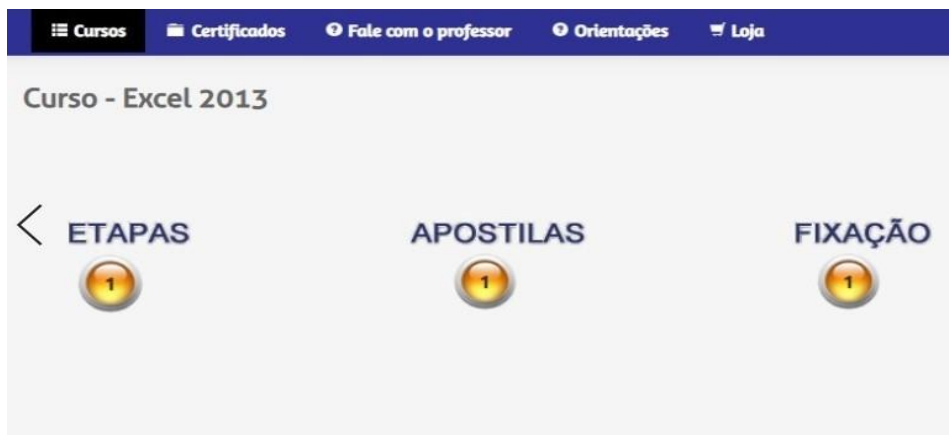 Cursos Certificados Fale com o professor Orientações Loja
Curso - Excel 2013
ETAPAS APOSTILAS FIXAÇÃO
1 1 1